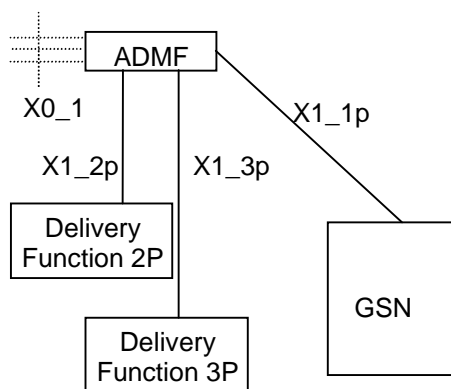 ADMF
X0_1
X1_1p
X1_2p
X1_3p
Delivery
Function 2P
GSN
Delivery
Function 3P